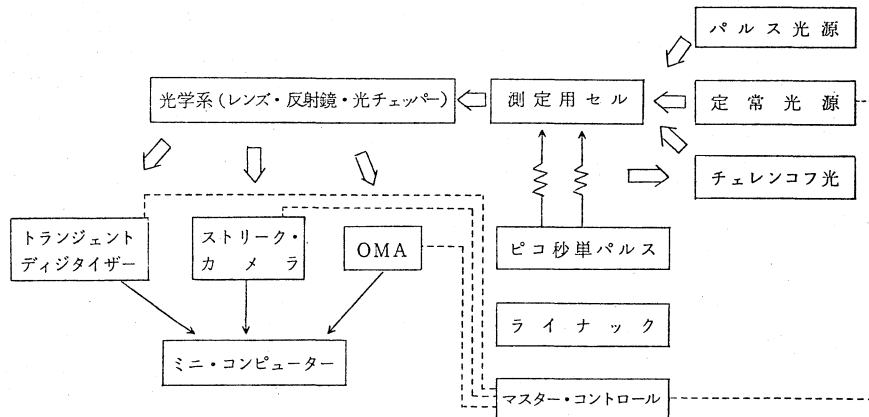 パルス光源
光学系(レンズ・反射鏡・光チェッパー)
測定用セル
定常光源
チェレンコフ光
トランジェント
ディジタイザー
ストリーク・
カメラ
OMA
ピコ秒単パルス
ライナック
ミニ・コンピューター
マスター・コントロール